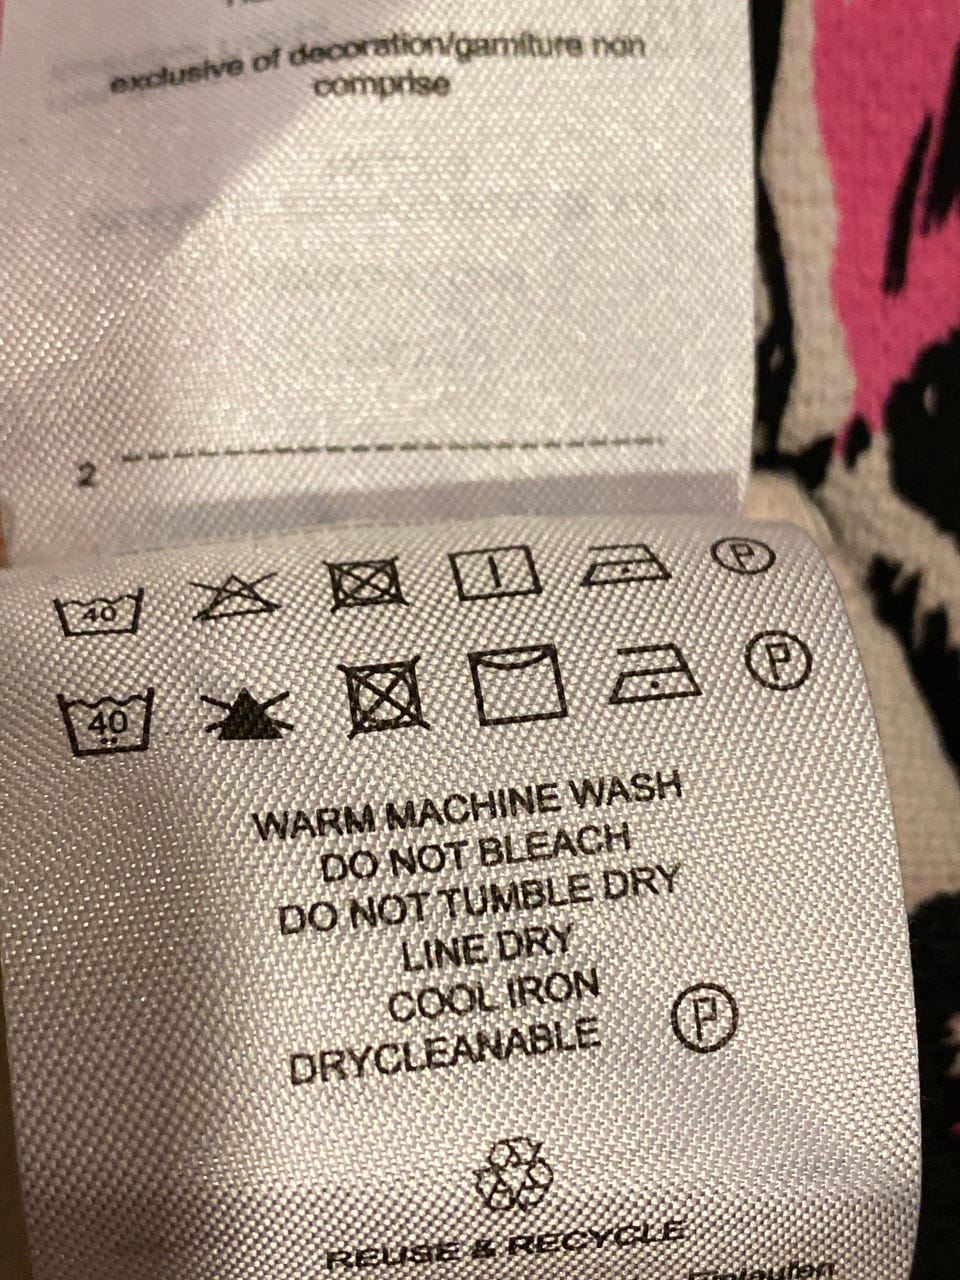 exclusive of decoration/garniture non
comprise
2
40
P
40
P
WARM MACHINE WASH
DO NOT BLEACH
DO NOT TUMBLE DRY
LINE DRY
COOL IRON
DRYCLEANABLE P
REUSE & RECYCLE